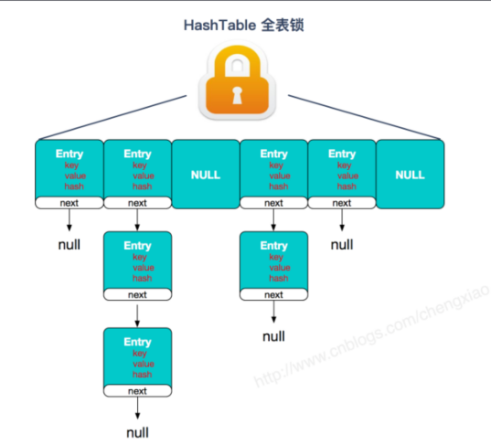 HashTable 全表锁
Entry
key
value
hash
next
Entry
key
value
hash
next
NULL
Entry
key
value
hash
next
Entry
key
value
hash
next
NULL
null
Entry
key
value
hash
next
Entry
key
value
hash
next
null
null
Entry
key
value
hash
next
null
http://www.cnblogs.com/chengxiao